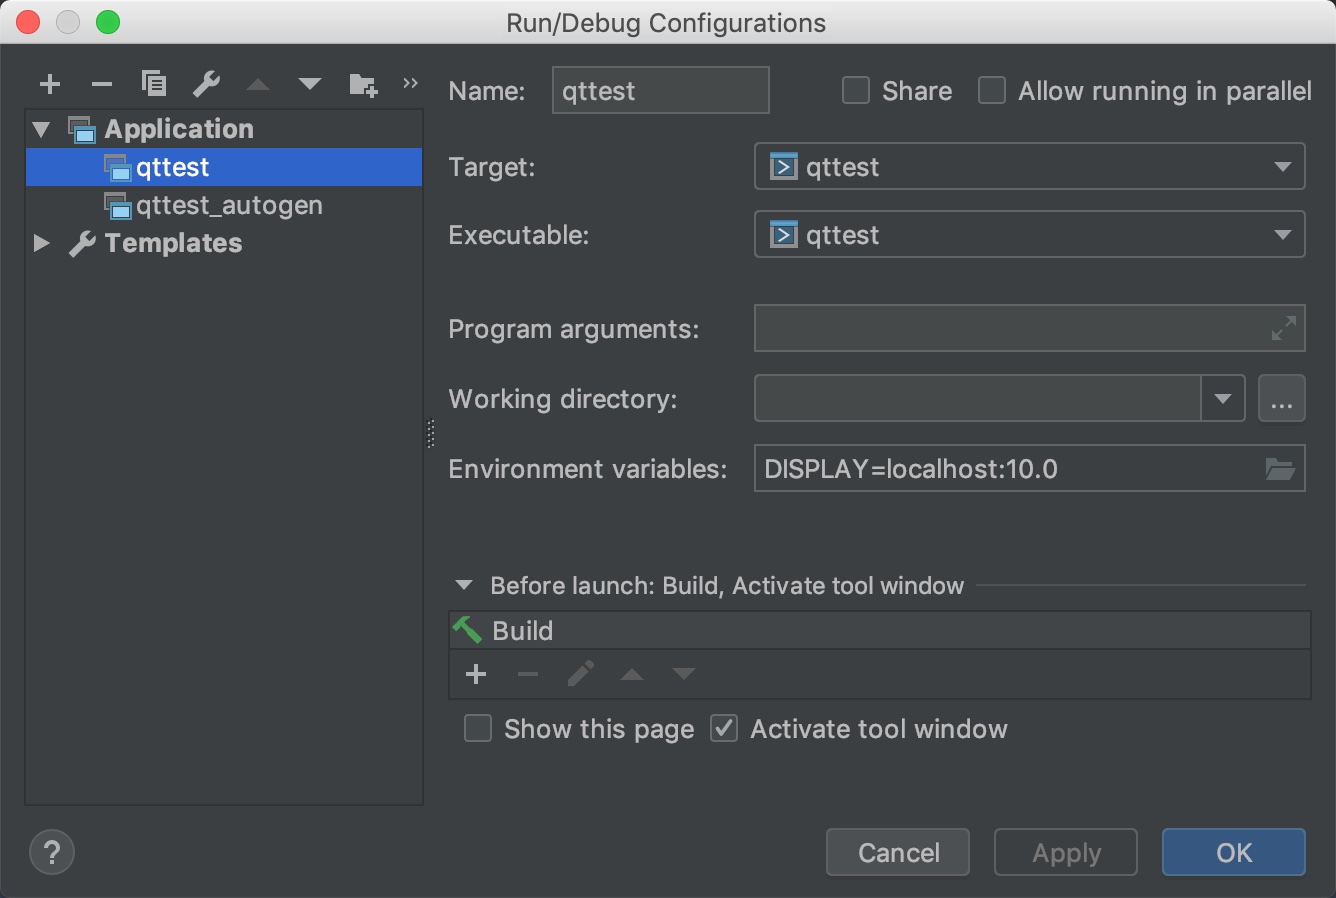 Run/Debug Configurations
Name: qttest Share Allow running in parallel
Application
qttest
qttest_autogen
Templates
Target: qttest
Executable: qttest
Program arguments:
Working directory: ...
Environment variables: DISPLAY=localhost:10.0
Before launch: Build, Activate tool window
Build
Show this page Activate tool window
? Cancel Apply OK